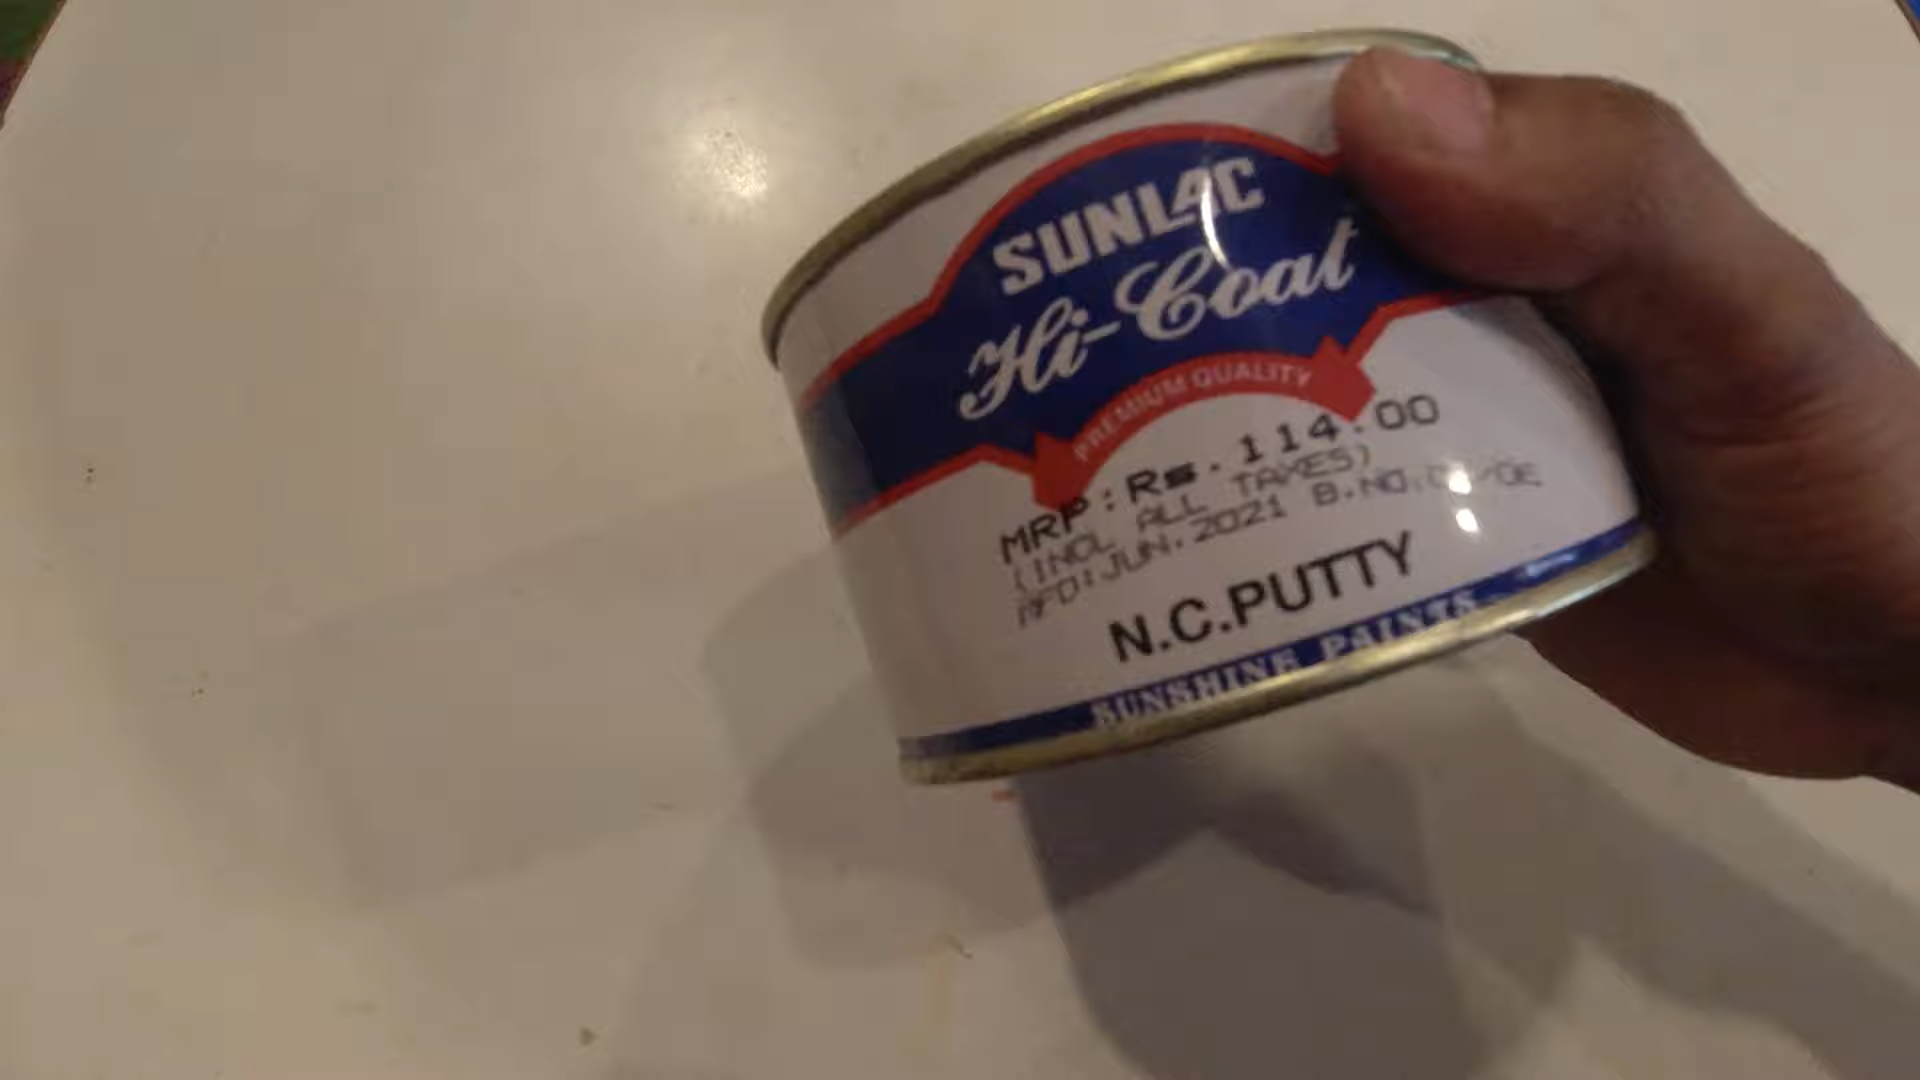 SUNLAC
Hi-Coat
PREMIUM QUALITY
MRP:Rs.114.00
(INCL ALL TAXES)
MFD:JUN.2021 B.NO.
N.C.PUTTY
SUNSHINE PAINTS